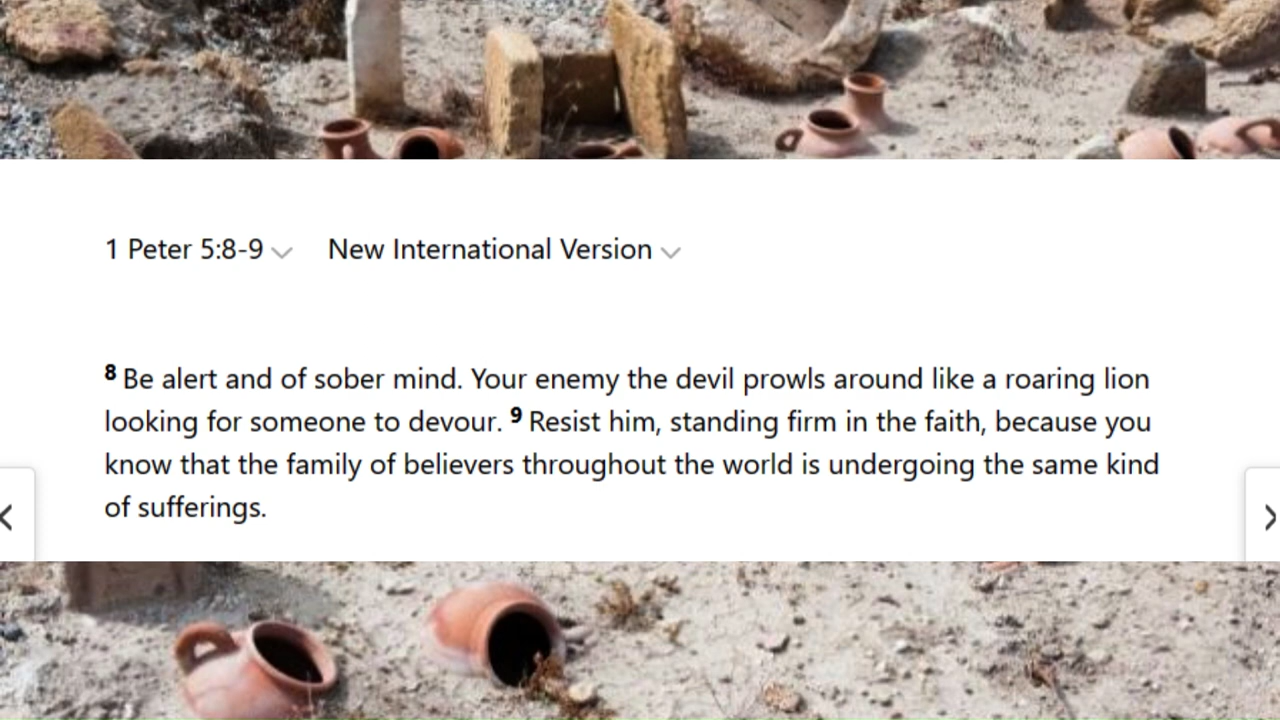 1 Peter 5:8-9 New International Version
8 Be alert and of sober mind. Your enemy the devil prowls around like a roaring lion
looking for someone to devour. 9 Resist him, standing firm in the faith, because you
know that the family of believers throughout the world is undergoing the same kind
of sufferings.